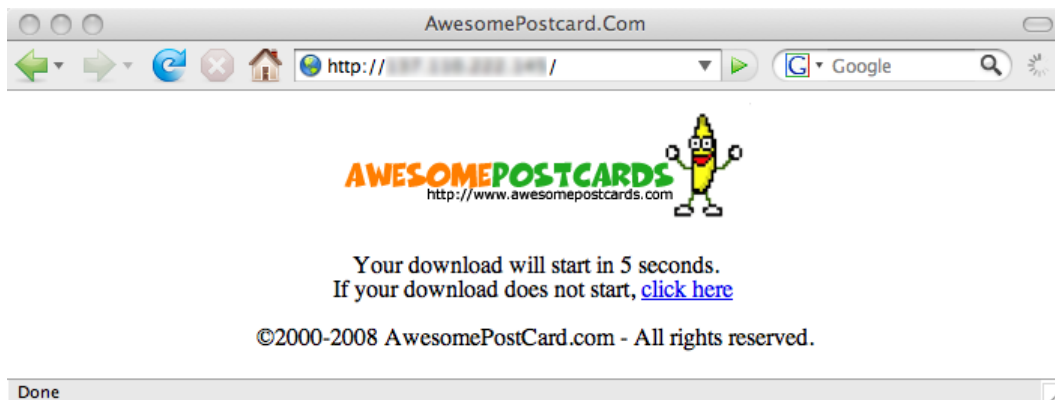 AwesomePostcard.Com
http:// /
G Google
AWESOMEPOSTCARDS
http://www.awesomepostcards.com
Your download will start in 5 seconds.
If your download does not start, click here
©2000-2008 AwesomePostCard.com - All rights reserved.
Done